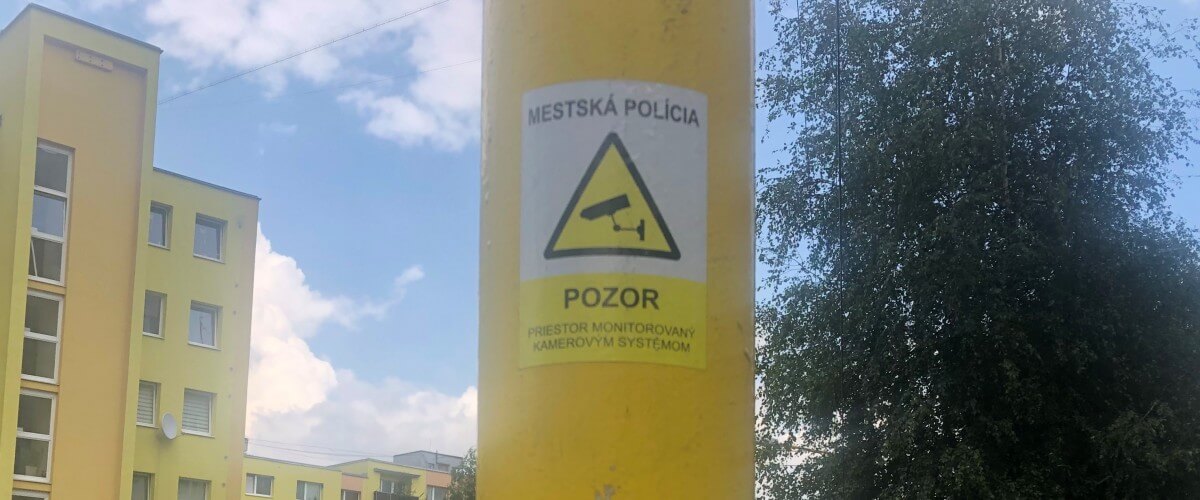 MESTSKÁ POLÍCIA
POZOR
PRIESTOR MONITOROVANÝ
KAMEROVÝM SYSTÉMOM